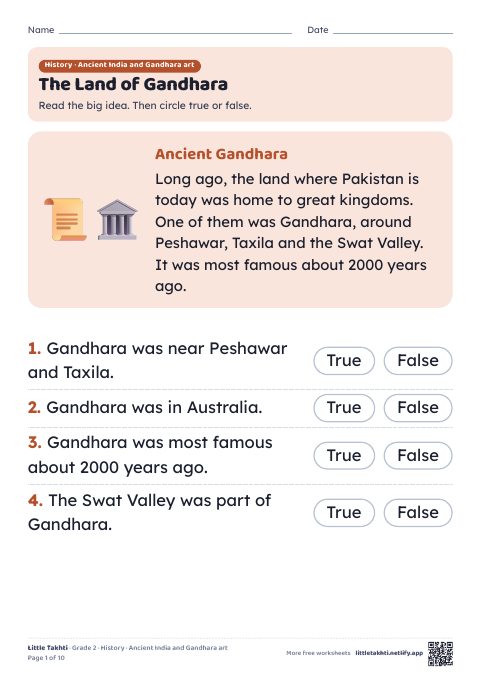 Name Date
History · Ancient India and Gandhara art
The Land of Gandhara
Read the big idea. Then circle true or false.
Ancient Gandhara
Long ago, the land where Pakistan is
today was home to great kingdoms.
One of them was Gandhara, around
Peshawar, Taxila and the Swat Valley.
It was most famous about 2000 years
ago.
1. Gandhara was near Peshawar
and Taxila.
True False
2. Gandhara was in Australia.
True False
3. Gandhara was most famous
about 2000 years ago.
True False
4. The Swat Valley was part of
Gandhara.
True False
Little Takhti · Grade 2 · History · Ancient India and Gandhara art
Page 1 of 10
More free worksheets · littletakhti.netlify.app